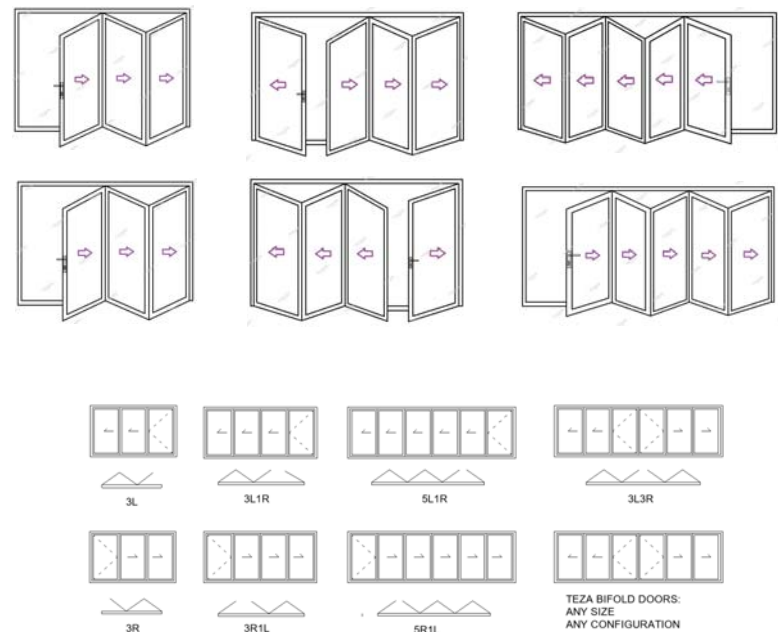 3L
3L1R
5L1R
3L3R
3R
3R1L
5R1L
TEZA BIFOLD DOORS:
ANY SIZE
ANY CONFIGURATION